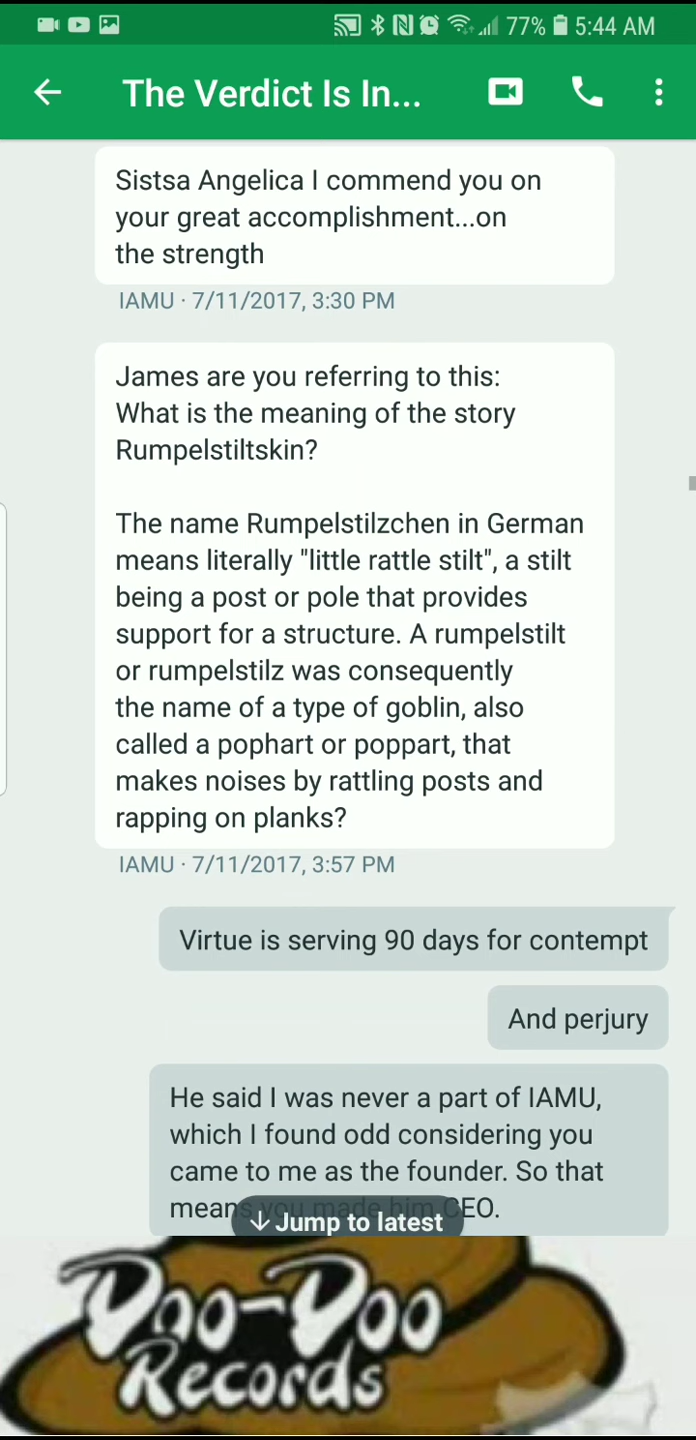 77% 5:44 AM
The Verdict Is In...
Sistsa Angelica I commend you on
your great accomplishment...on
the strength
IAMU · 7/11/2017, 3:30 PM
James are you referring to this:
What is the meaning of the story
Rumpelstiltskin?
The name Rumpelstilzchen in German
means literally "little rattle stilt", a stilt
being a post or pole that provides
support for a structure. A rumpelstilt
or rumpelstilz was consequently
the name of a type of goblin, also
called a pophart or poppart, that
makes noises by rattling posts and
rapping on planks?
IAMU · 7/11/2017, 3:57 PM
Virtue is serving 90 days for contempt
And perjury
He said I was never a part of IAMU,
which I found odd considering you
came to me as the founder. So that
means you made him CEO.
Jump to latest
Doo-Doo
Records